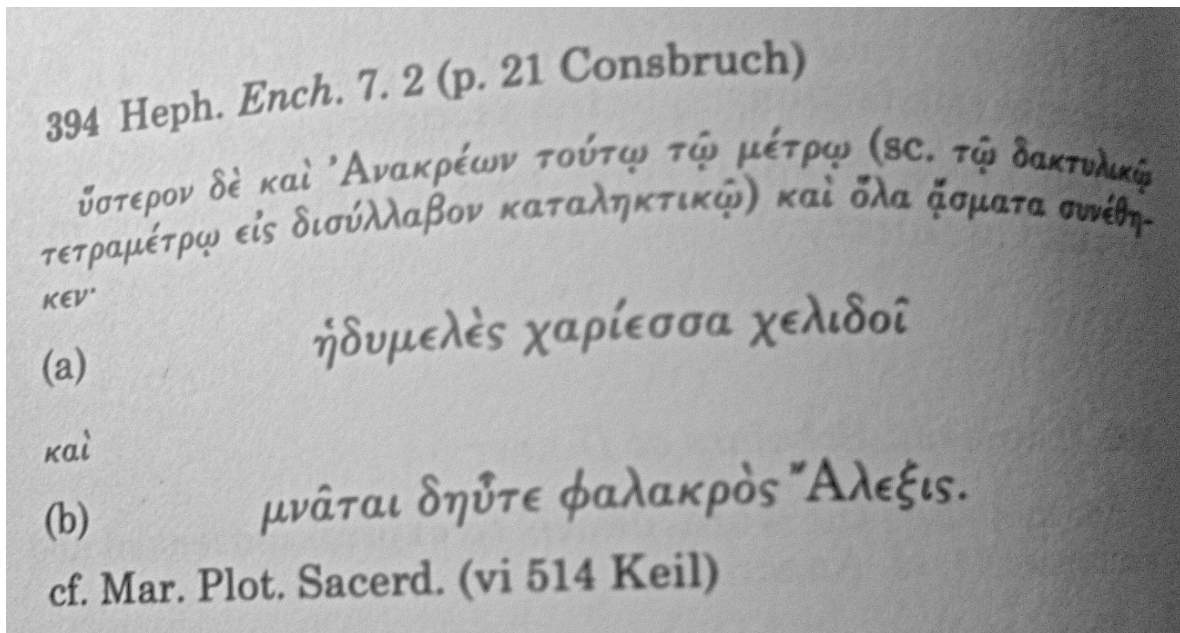 394 Heph. Ench. 7. 2 (p. 21 Consbruch)
ὕστερον δὲ καὶ Ἀνακρέων τούτῳ τῷ μέτρῳ (sc. τῷ δακτυλικῷ
τετραμέτρῳ εἰς δισύλλαβον καταληκτικῷ) καὶ ὅλα ᾄσματα συνέθη-
κεν·
(a) ἡδυμελὲς χαρίεσσα χελιδοῖ
καὶ
(b) μνᾶται δηὖτε φαλακρὸς Ἄλεξις.
cf. Mar. Plot. Sacerd. (vi 514 Keil)